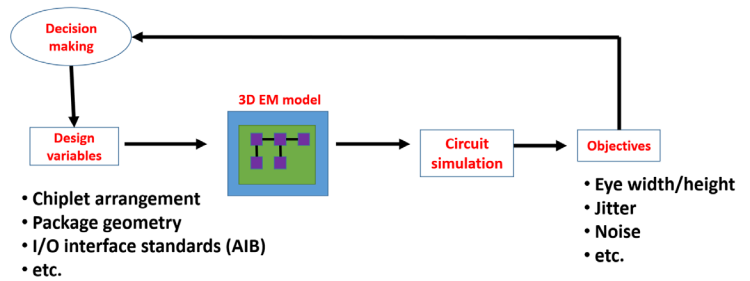 Decision
making
3D EM model
Design
variables
Circuit
simulation
Objectives
• Chiplet arrangement
• Package geometry
• I/O interface standards (AIB)
• etc.
• Eye width/height
• Jitter
• Noise
• etc.